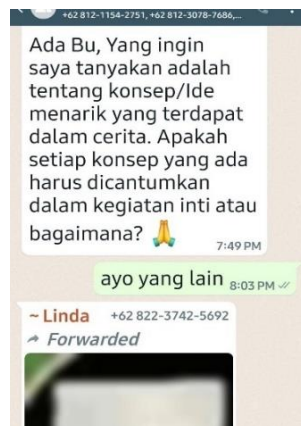 +62 812-1154-2751, +62 812-3078-7686,...
Ada Bu, Yang ingin
saya tanyakan adalah
tentang konsep/Ide
menarik yang terdapat
dalam cerita. Apakah
setiap konsep yang ada
harus dicantumkan
dalam kegiatan inti atau
bagaimana? 🙏
7:49 PM
ayo yang lain 8:03 PM
~ Linda +62 822-3742-5692
Forwarded